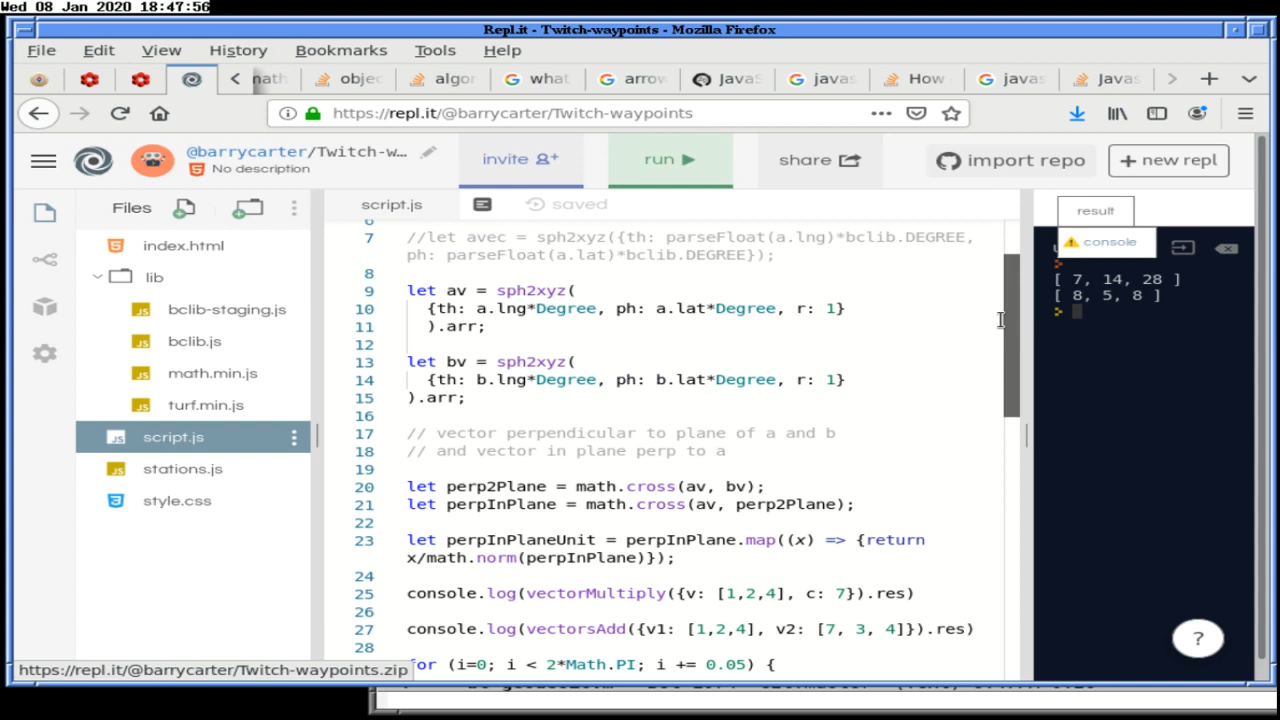 Wed 08 Jan 2020 18:47:56
Repl.it - Twitch-waypoints - Mozilla Firefox
File Edit View History Bookmarks Tools Help
math objec algor what arrow JavaS javas How javas Javas
https://repl.it/@barrycarter/Twitch-waypoints
@barrycarter/Twitch-w...
No description
invite
run
share
import repo
+ new repl
Files
index.html
lib
bclib-staging.js
bclib.js
math.min.js
turf.min.js
script.js
stations.js
style.css
script.js
saved
6
7 //let avec = sph2xyz({th: parseFloat(a.lng)*bclib.DEGREE,
ph: parseFloat(a.lat)*bclib.DEGREE});
8
9 let av = sph2xyz(
10 {th: a.lng*Degree, ph: a.lat*Degree, r: 1}
11 ).arr;
12
13 let bv = sph2xyz(
14 {th: b.lng*Degree, ph: b.lat*Degree, r: 1}
15 ).arr;
16
17 // vector perpendicular to plane of a and b
18 // and vector in plane perp to a
19
20 let perp2Plane = math.cross(av, bv);
21 let perpInPlane = math.cross(av, perp2Plane);
22
23 let perpInPlaneUnit = perpInPlane.map((x) => {return
x/math.norm(perpInPlane)});
24
25 console.log(vectorMultiply({v: [1,2,4], c: 7}).res)
26
27 console.log(vectorsAdd({v1: [1,2,4], v2: [7, 3, 4]}).res)
28
for (i=0; i < 2*Math.PI; i += 0.05) {
result
console
[ 7, 14, 28 ]
[ 8, 5, 8 ]
?
https://repl.it/@barrycarter/Twitch-waypoints.zip